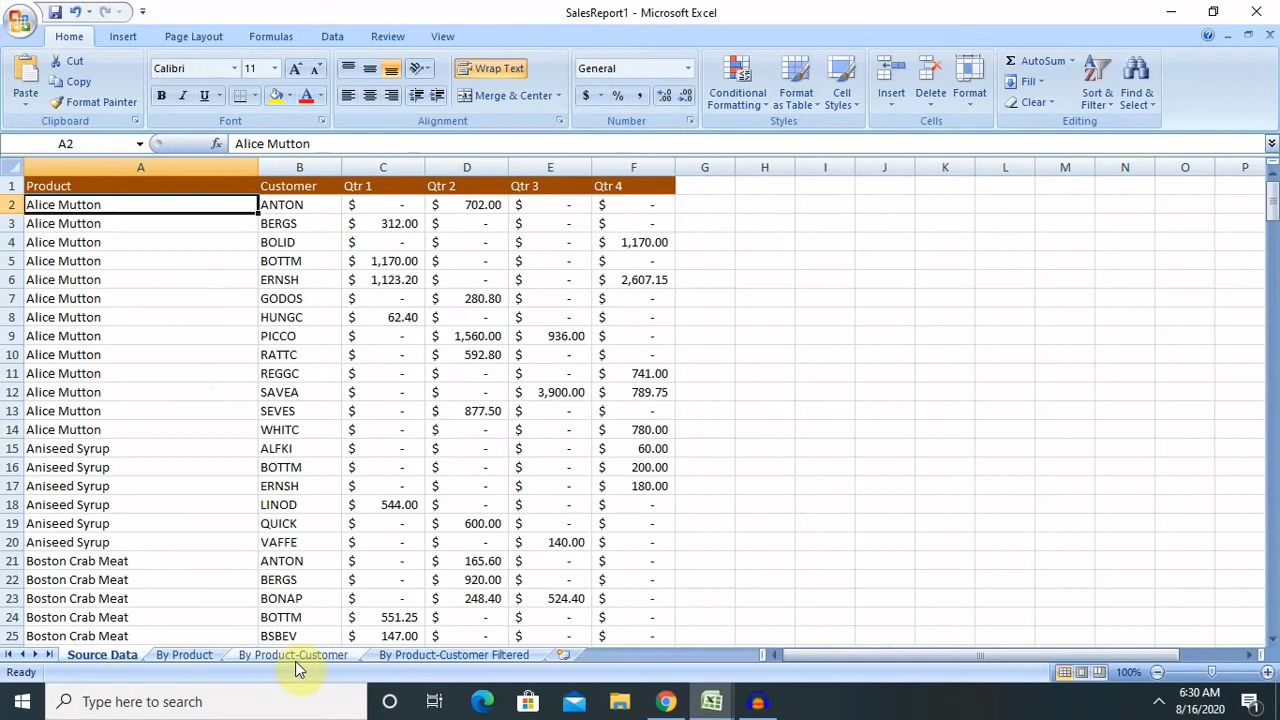 SalesReport1 - Microsoft Excel
Home Insert Page Layout Formulas Data Review View
Paste Cut Copy Format Painter Clipboard
Calibri 11 A A B I U A Font
Wrap Text Merge & Center Alignment
General $ % , .0 .00 .00 .0 Number
Conditional Formatting Format as Table Cell Styles Styles
Insert Delete Format Cells
Σ AutoSum Fill Clear Sort & Filter Find & Select Editing
A2 fx Alice Mutton
A B C D E F G H I J K L M N O P
1 Product Customer Qtr 1 Qtr 2 Qtr 3 Qtr 4
2 Alice Mutton ANTON $ - $ 702.00 $ - $ -
3 Alice Mutton BERGS $ 312.00 $ - $ - $ -
4 Alice Mutton BOLID $ - $ - $ - $ 1,170.00
5 Alice Mutton BOTTM $ 1,170.00 $ - $ - $ -
6 Alice Mutton ERNSH $ 1,123.20 $ - $ - $ 2,607.15
7 Alice Mutton GODOS $ - $ 280.80 $ - $ -
8 Alice Mutton HUNGC $ 62.40 $ - $ - $ -
9 Alice Mutton PICCO $ - $ 1,560.00 $ 936.00 $ -
10 Alice Mutton RATTC $ - $ 592.80 $ - $ -
11 Alice Mutton REGGC $ - $ - $ - $ 741.00
12 Alice Mutton SAVEA $ - $ - $ 3,900.00 $ 789.75
13 Alice Mutton SEVES $ - $ 877.50 $ - $ -
14 Alice Mutton WHITC $ - $ - $ - $ 780.00
15 Aniseed Syrup ALFKI $ - $ - $ - $ 60.00
16 Aniseed Syrup BOTTM $ - $ - $ - $ 200.00
17 Aniseed Syrup ERNSH $ - $ - $ - $ 180.00
18 Aniseed Syrup LINOD $ 544.00 $ - $ - $ -
19 Aniseed Syrup QUICK $ - $ 600.00 $ - $ -
20 Aniseed Syrup VAFFE $ - $ - $ 140.00 $ -
21 Boston Crab Meat ANTON $ - $ 165.60 $ - $ -
22 Boston Crab Meat BERGS $ - $ 920.00 $ - $ -
23 Boston Crab Meat BONAP $ - $ 248.40 $ 524.40 $ -
24 Boston Crab Meat BOTTM $ 551.25 $ - $ - $ -
25 Boston Crab Meat BSBEV $ 147.00 $ - $ - $ -
Source Data By Product By Product-Customer By Product-Customer Filtered
Ready 100%
Type here to search 6:30 AM
8/16/2020 1